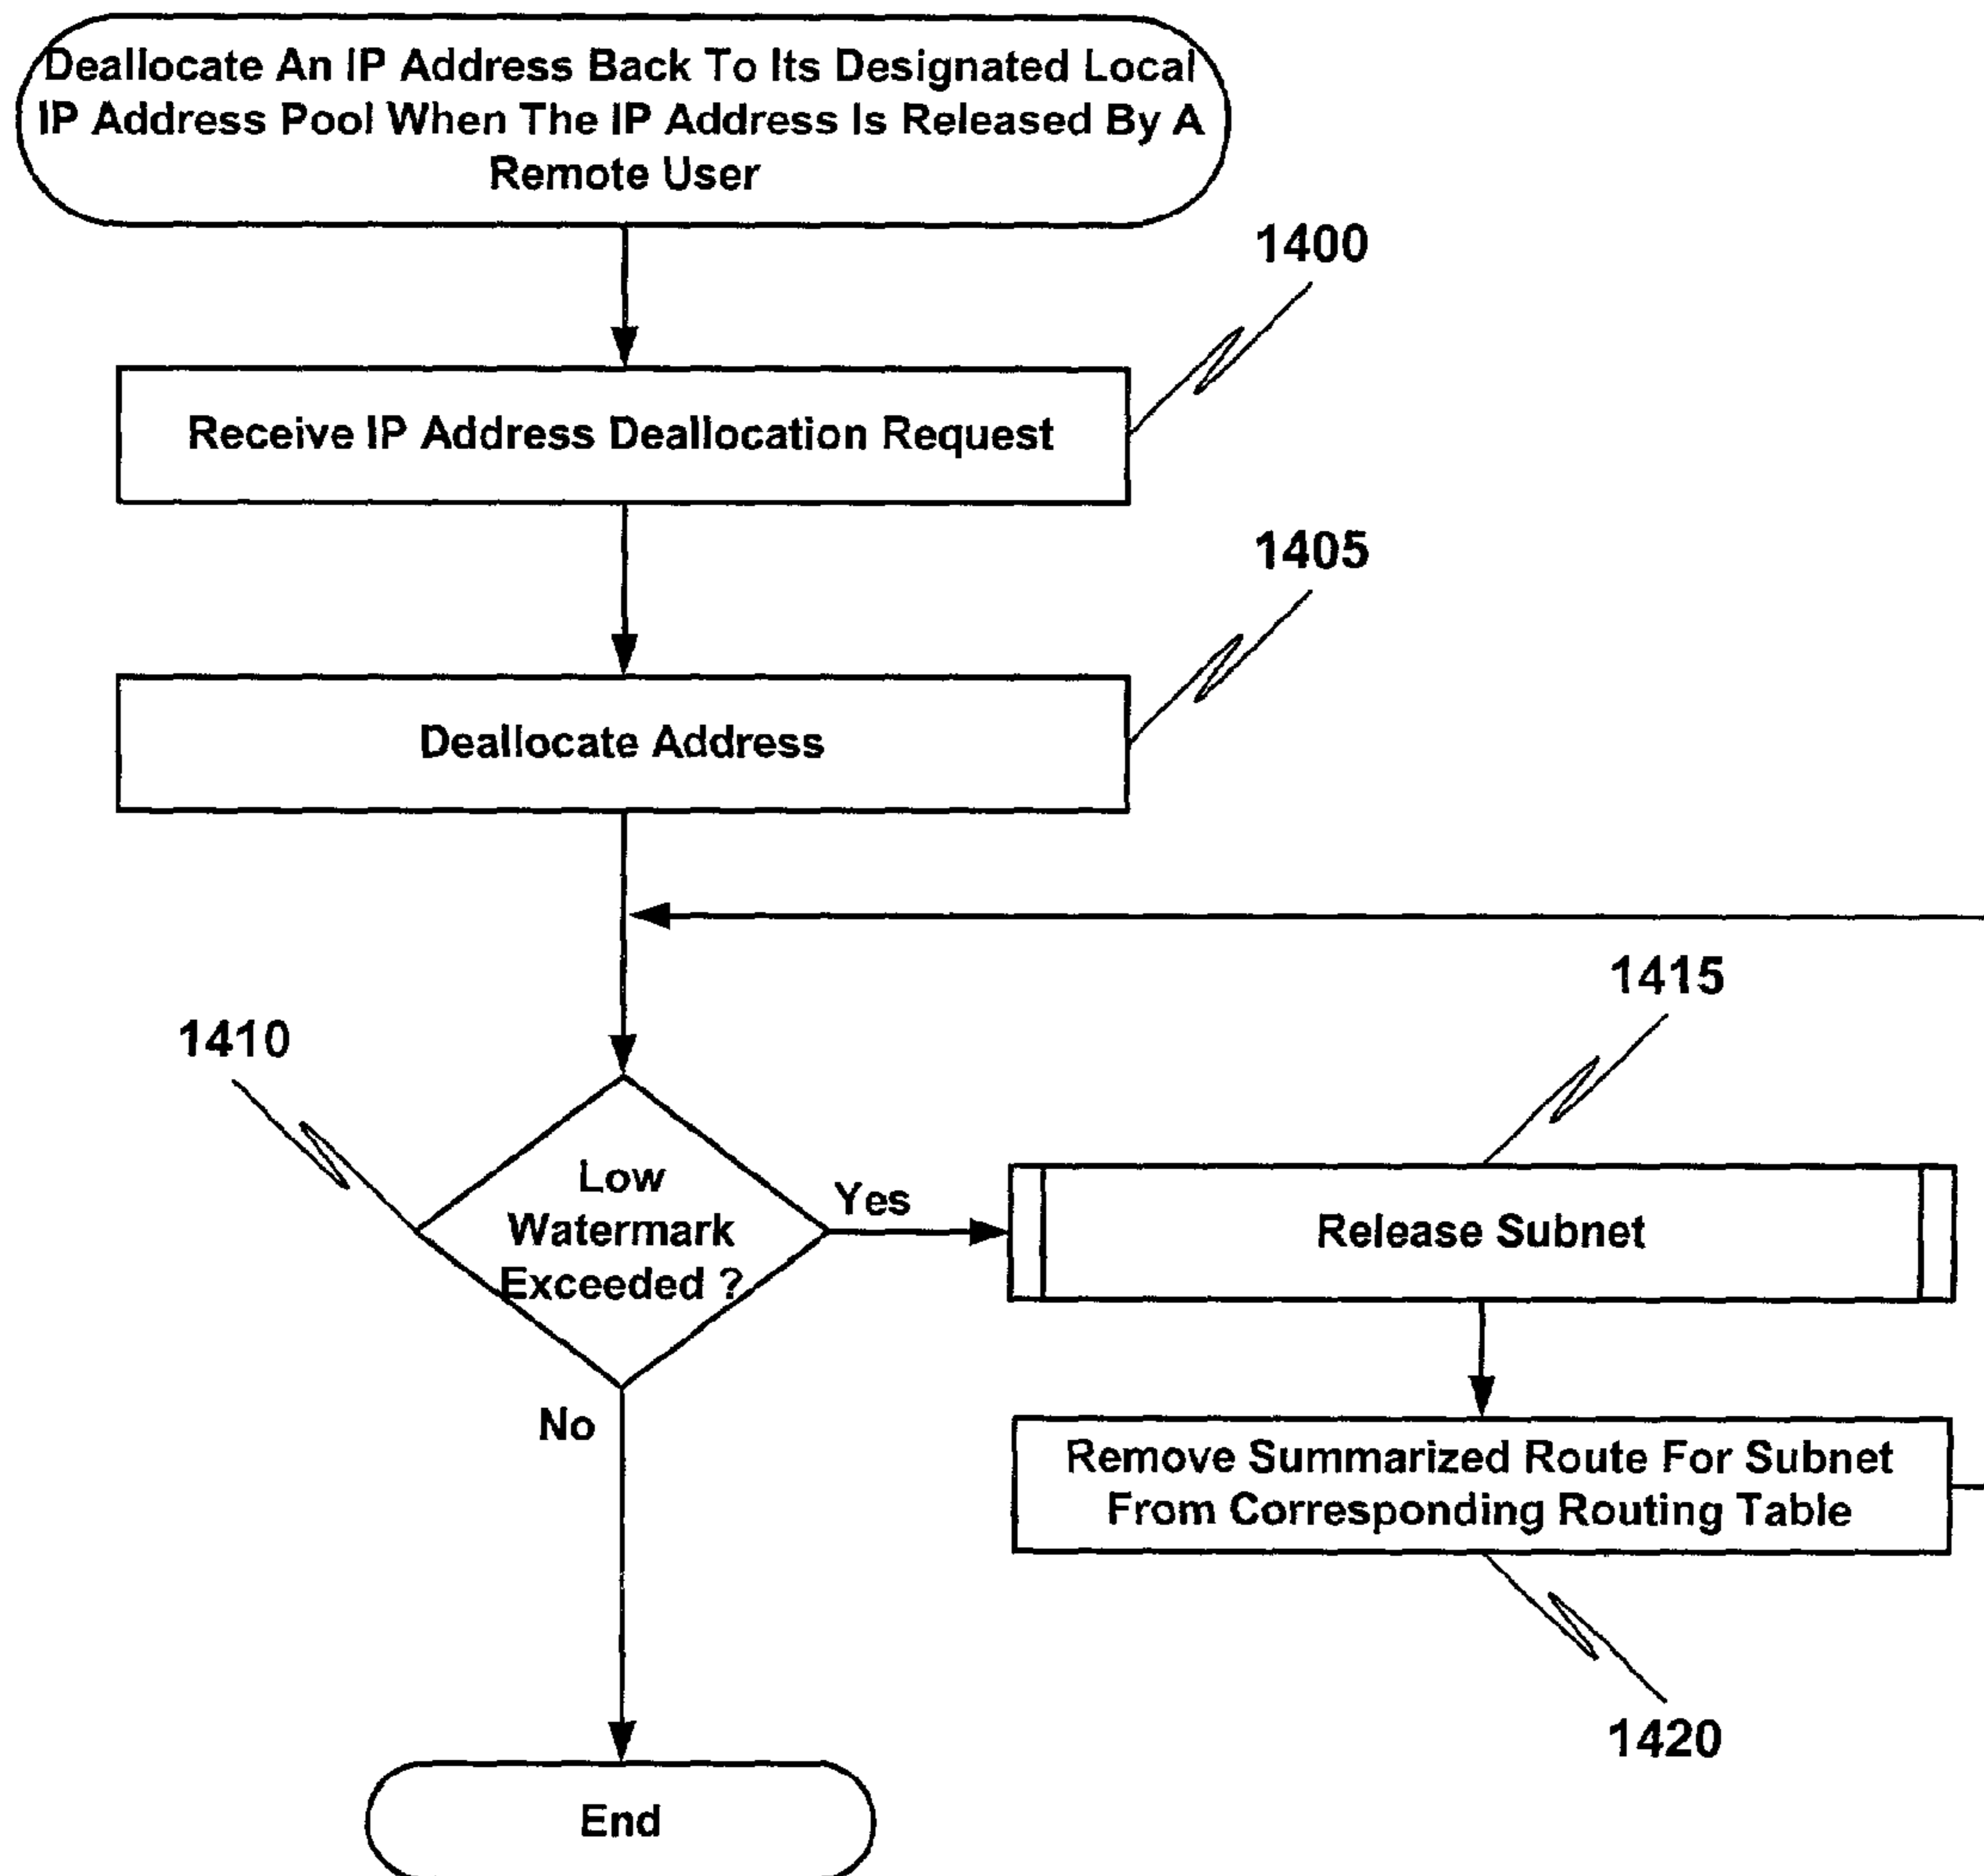 Deallocate An IP Address Back To Its Designated Local
IP Address Pool When The IP Address Is Released By A
Remote User
1400
Receive IP Address Deallocation Request
1405
Deallocate Address
1415
1410
Low
Watermark
Exceeded ?
Yes
Release Subnet
No
Remove Summarized Route For Subnet
From Corresponding Routing Table
1420
End